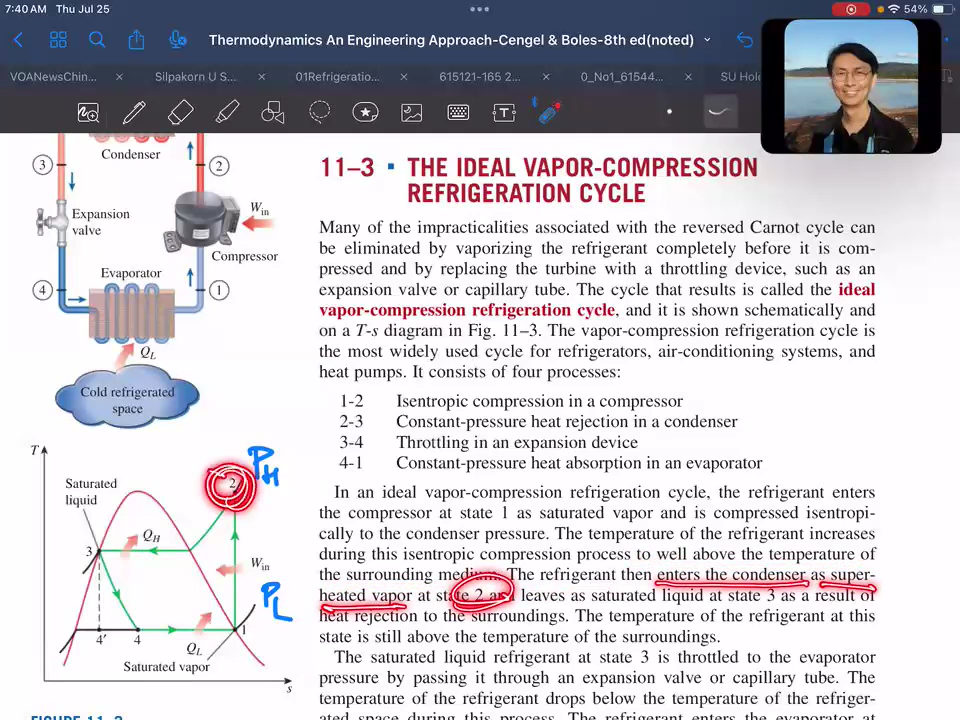 7:40 AM Thu Jul 25
54%
Thermodynamics An Engineering Approach-Cengel & Boles-8th ed(noted)
VOANewsChin...
Silpakorn U S...
01Refrigeratio...
615121-165 2...
0_No1_61544...
SU Hol
T
Condenser
3
2
Expansion
valve
Win
Compressor
Evaporator
4
1
QL
Cold refrigerated
space
T
Saturated
liquid
PH
2
QH
3
Win
PL
4'
4
1
QL
Saturated vapor
s
11–3 ▪ THE IDEAL VAPOR-COMPRESSION
REFRIGERATION CYCLE
Many of the impracticalities associated with the reversed Carnot cycle can
be eliminated by vaporizing the refrigerant completely before it is com-
pressed and by replacing the turbine with a throttling device, such as an
expansion valve or capillary tube. The cycle that results is called the ideal
vapor-compression refrigeration cycle, and it is shown schematically and
on a T-s diagram in Fig. 11–3. The vapor-compression refrigeration cycle is
the most widely used cycle for refrigerators, air-conditioning systems, and
heat pumps. It consists of four processes:
1-2 Isentropic compression in a compressor
2-3 Constant-pressure heat rejection in a condenser
3-4 Throttling in an expansion device
4-1 Constant-pressure heat absorption in an evaporator
In an ideal vapor-compression refrigeration cycle, the refrigerant enters
the compressor at state 1 as saturated vapor and is compressed isentropi-
cally to the condenser pressure. The temperature of the refrigerant increases
during this isentropic compression process to well above the temperature of
the surrounding medium. The refrigerant then enters the condenser as super-
heated vapor at state 2 and leaves as saturated liquid at state 3 as a result of
heat rejection to the surroundings. The temperature of the refrigerant at this
state is still above the temperature of the surroundings.
The saturated liquid refrigerant at state 3 is throttled to the evaporator
pressure by passing it through an expansion valve or capillary tube. The
temperature of the refrigerant drops below the temperature of the refriger-
ated space during this process. The refrigerant enters the evaporator at